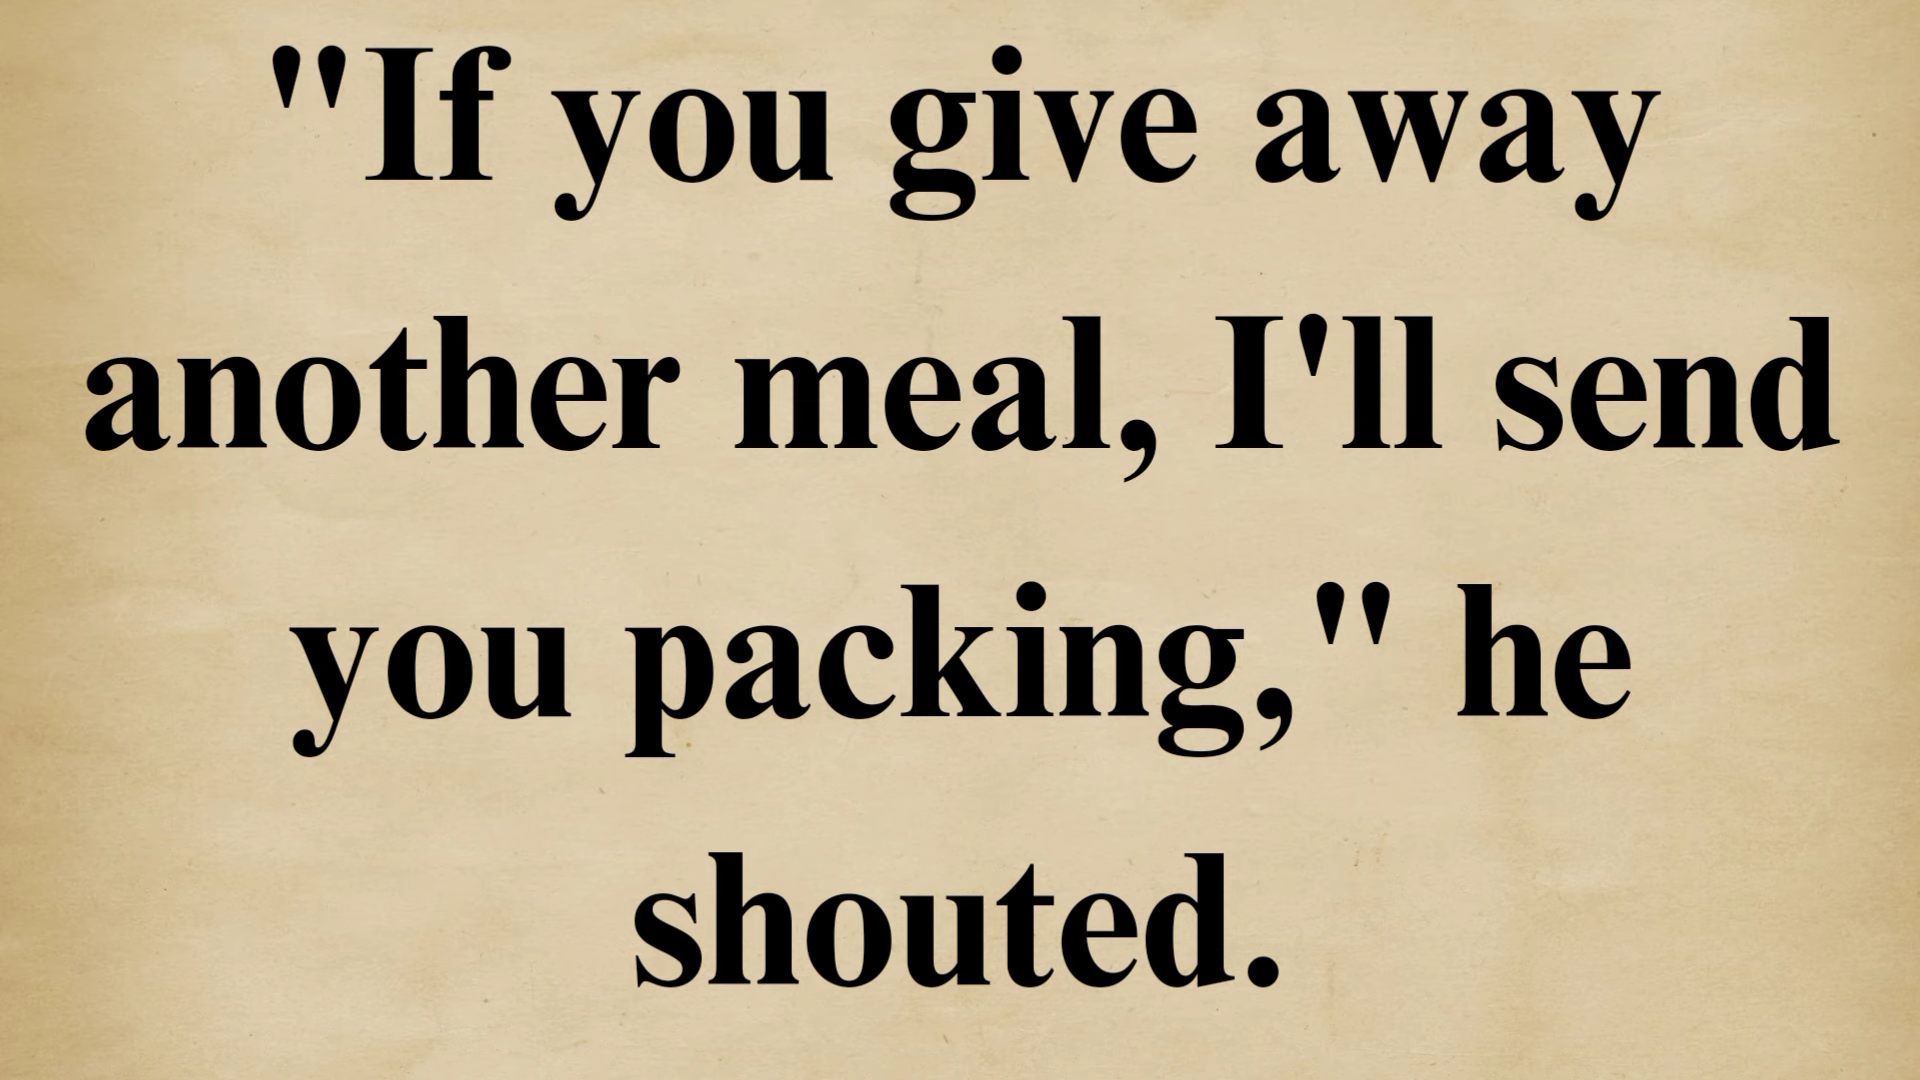 "If you give away
another meal, I'll send
you packing," he
shouted.